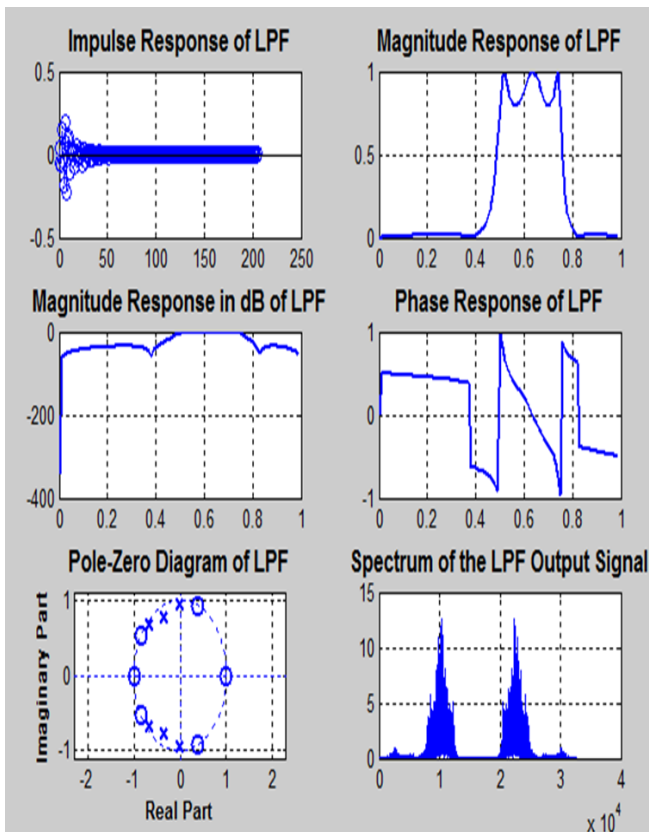 Impulse Response of LPF
0.5
0
-0.5
0 50 100 150 200 250
Magnitude Response of LPF
1
0.5
0
0 0.2 0.4 0.6 0.8 1
Magnitude Response in dB of LPF
0
-200
-400
0 0.2 0.4 0.6 0.8 1
Phase Response of LPF
1
0
-1
0 0.2 0.4 0.6 0.8 1
Pole-Zero Diagram of LPF
Imaginary Part
1
0
-1
-2 -1 0 1 2
Real Part
Spectrum of the LPF Output Signal
15
10
5
0
0 1 2 3 4
x 10^4